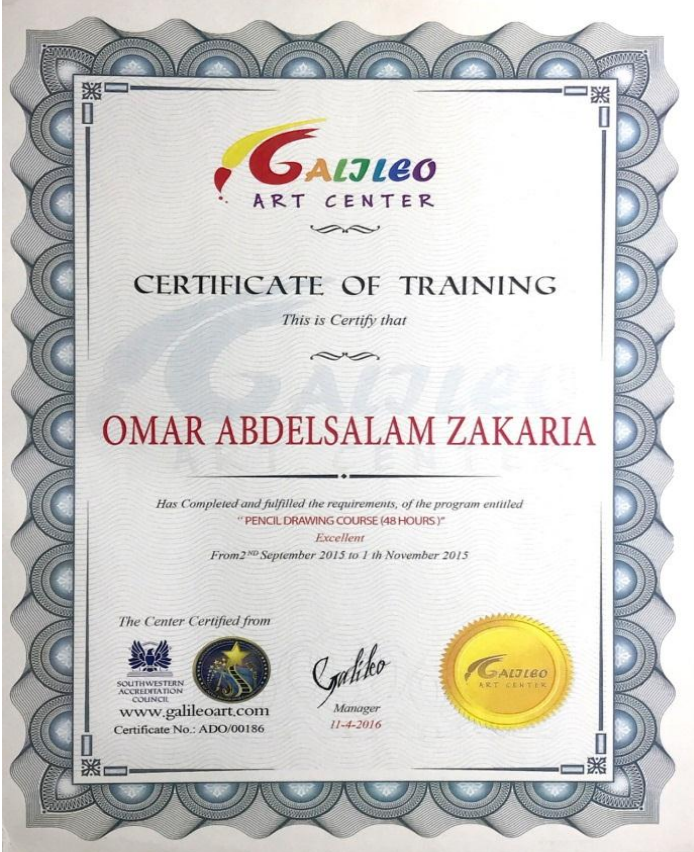 GALILEO
ART CENTER
CERTIFICATE OF TRAINING
This is Certify that
GALILEO
ART CENTER
OMAR ABDELSALAM ZAKARIA
Has Completed and fulfilled the requirements, of the program entitled
" PENCIL DRAWING COURSE (48 HOURS )"
Excellent
From2ND September 2015 to 1 th November 2015
The Center Certified from
SOUTHWESTERN
ACCREDITATION
COUNCIL
www.galileoart.com
Certificate No.: ADO/00186
Galileo
Manager
11-4-2016
GALILEO
ART CENTER